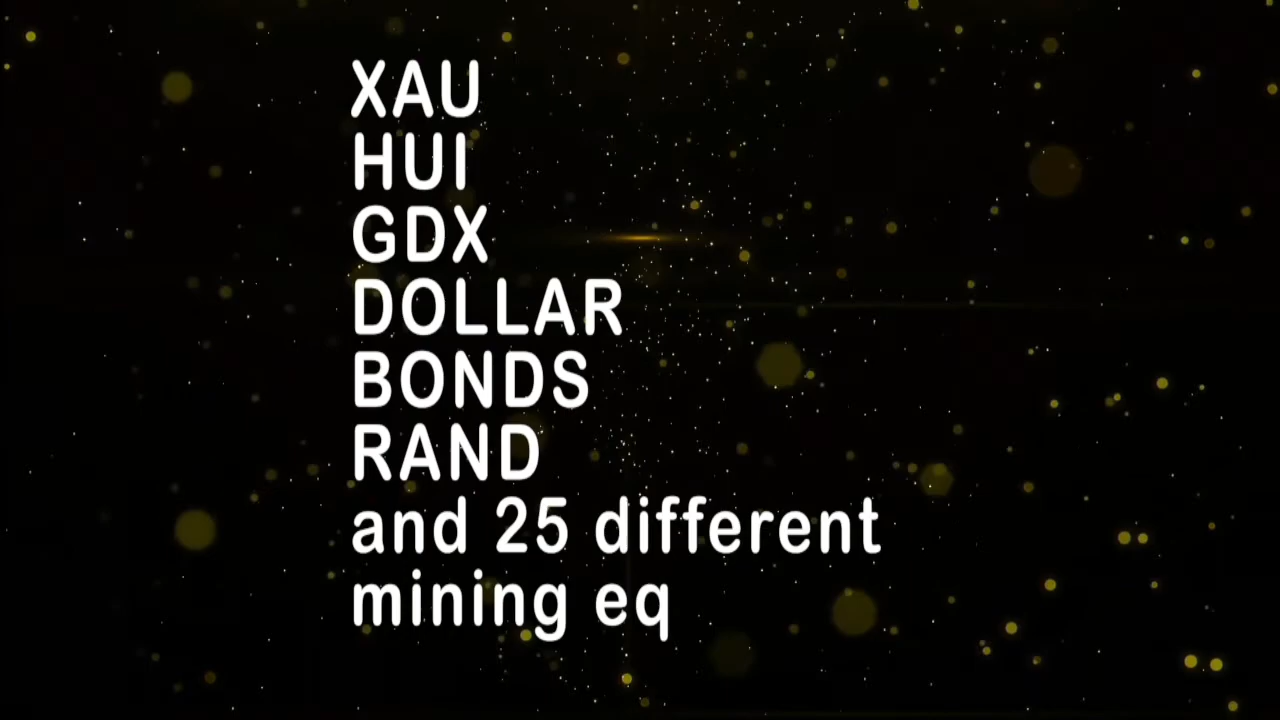 XAU
HUI
GDX
DOLLAR
BONDS
RAND
and 25 different
mining eq